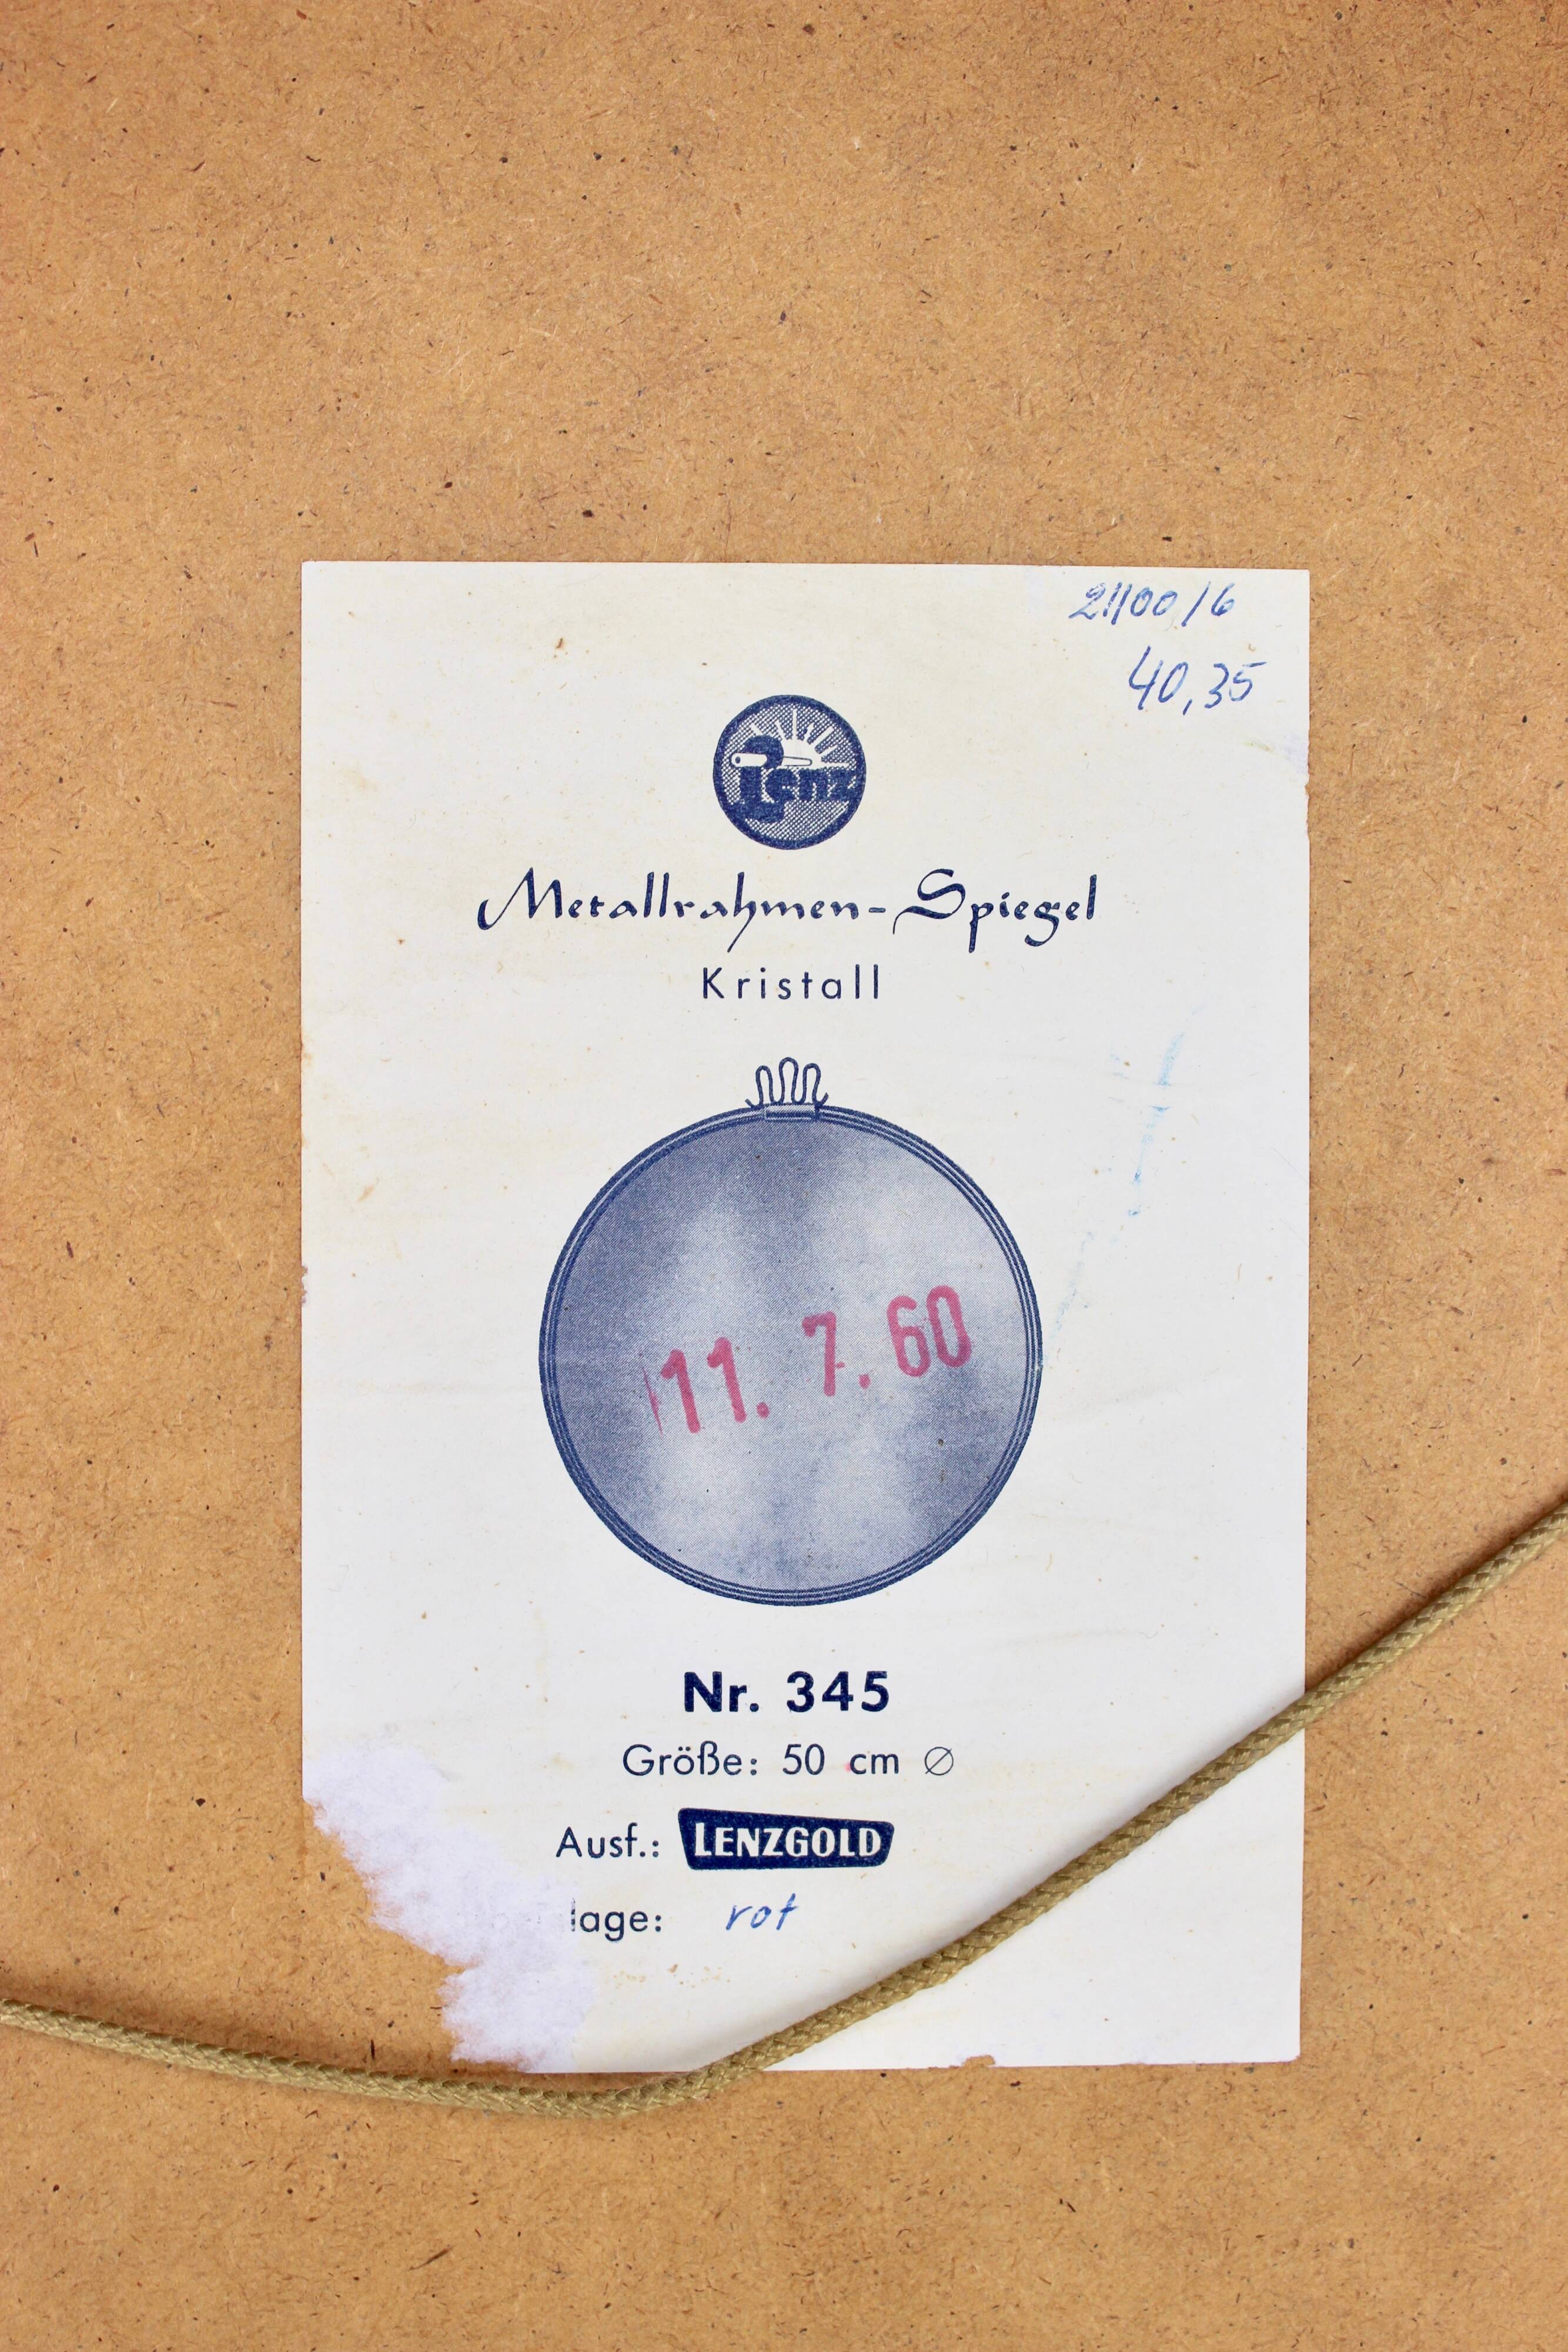 21100/6
40,35
Lenz
Metallrahmen-Spiegel
Kristall
11. 7. 60
Nr. 345
Größe: 50 cm ∅
Ausf.: LENZGOLD
lage: rot